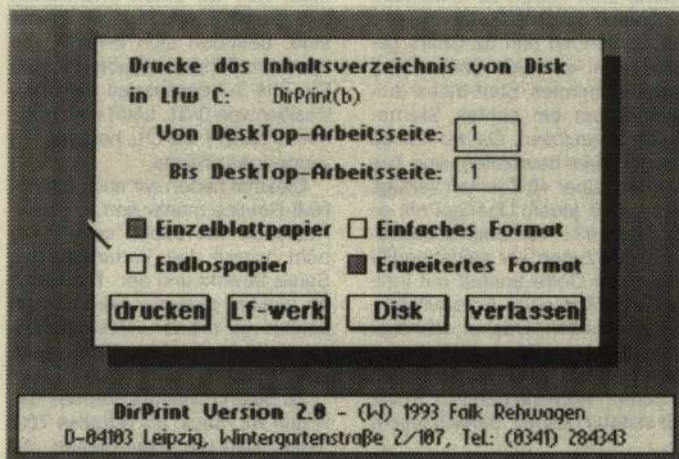 Drucke das Inhaltsverzeichnis von Disk
in Lfw C: DirPrint(b)
Von DeskTop-Arbeitsseite: 1
Bis DeskTop-Arbeitsseite: 1
Einzelblattpapier Einfaches Format
Endlospapier Erweitertes Format
drucken Lf-werk Disk verlassen
DirPrint Version 2.0 - (W) 1993 Falk Rehwagen
D-04103 Leipzig, Wintergartenstraße 2/107, Tel.: (0341) 284343